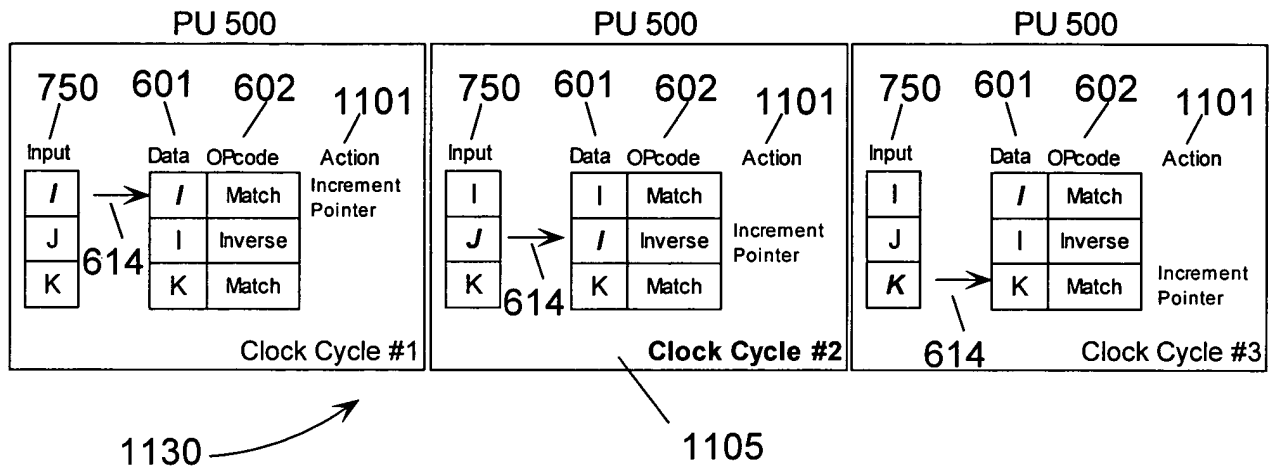 PU 500 PU 500 PU 500
750 601 602 1101 750 601 602 1101 750 601 602 1101
Input Data OPcode Action Input Data OPcode Action Input Data OPcode Action
I I Match Increment Pointer I I Match I I Match
J I Inverse J I Inverse Increment Pointer J I Inverse
K K Match K K Match K K Match Increment Pointer
614 614 614
Clock Cycle #1 Clock Cycle #2 Clock Cycle #3
1130 1105